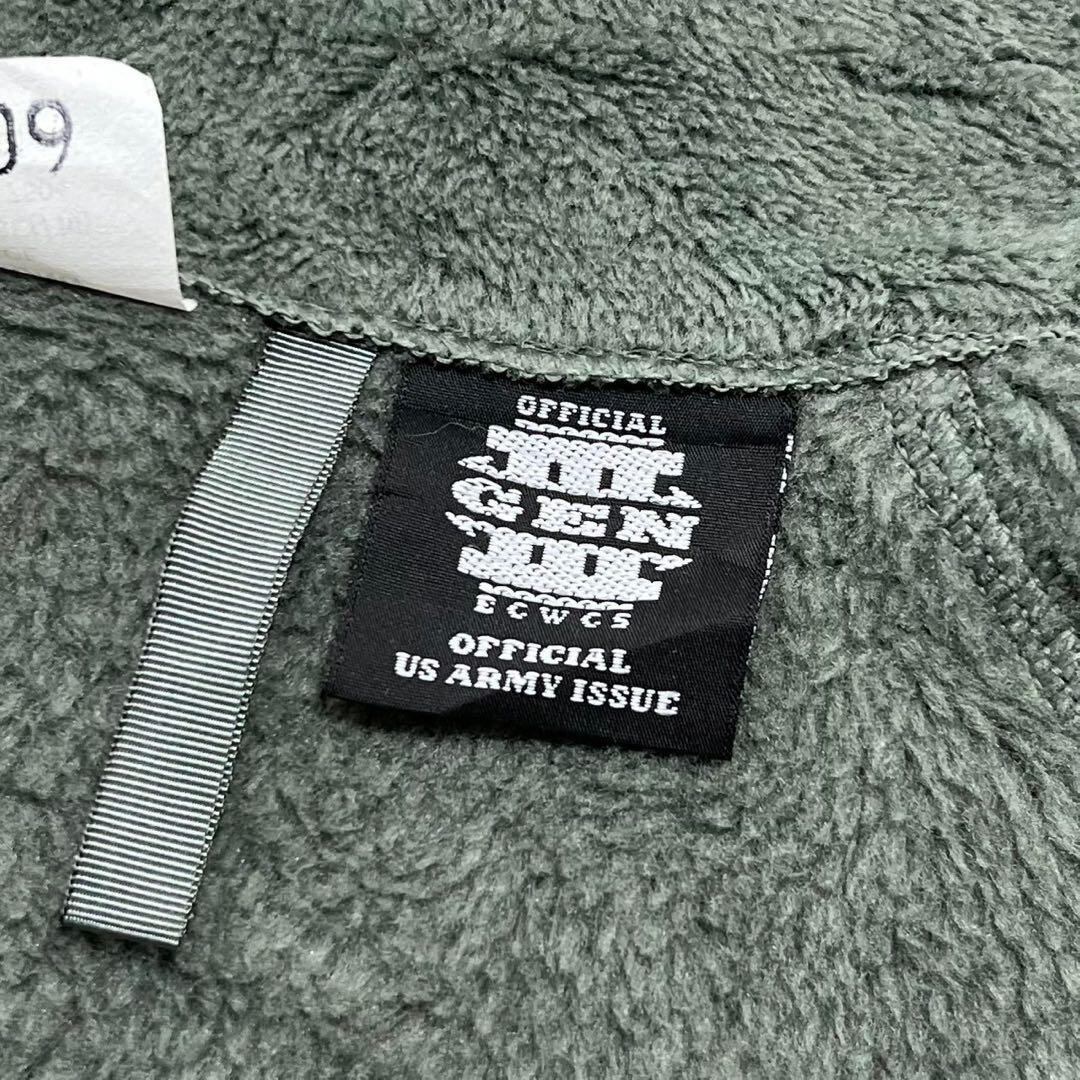 09
OFFICIAL
III
GEN
III
ECWCS
OFFICIAL
US ARMY ISSUE